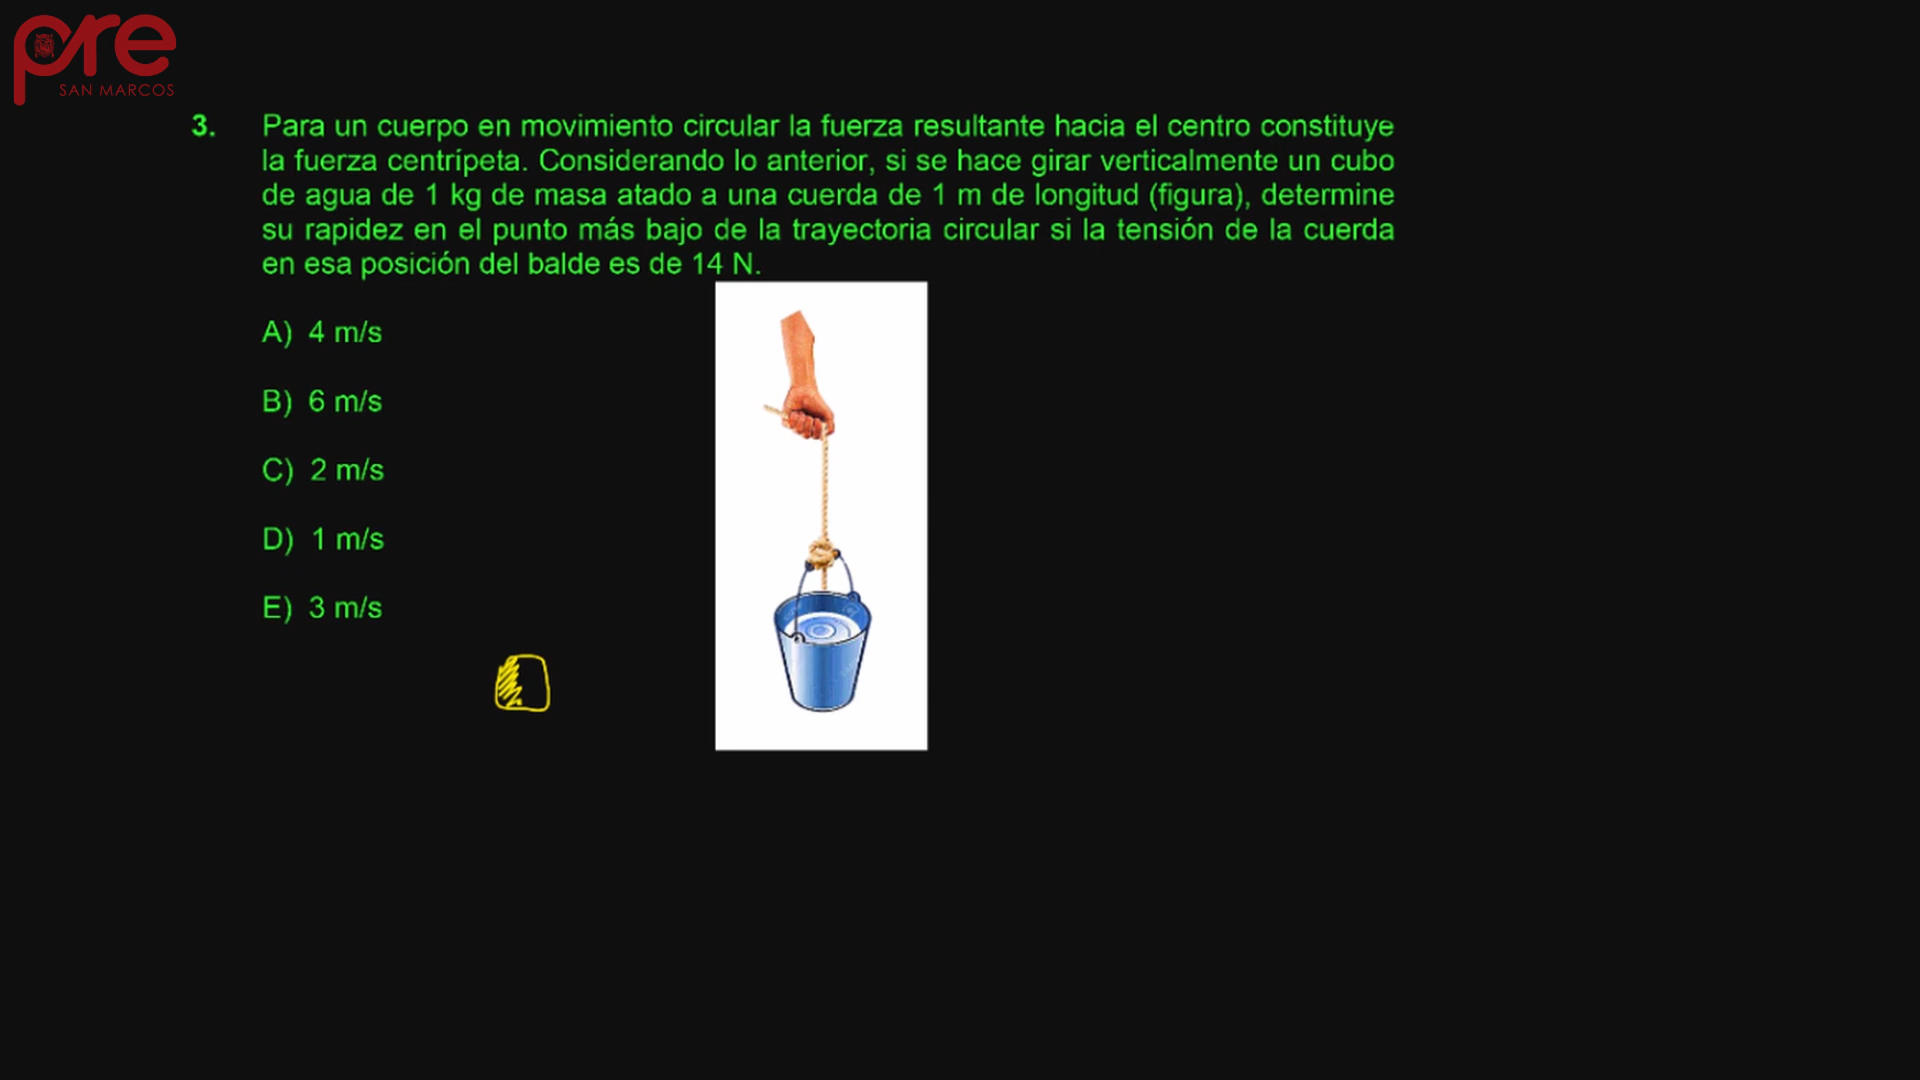 pre
SAN MARCOS
3. Para un cuerpo en movimiento circular la fuerza resultante hacia el centro constituye
la fuerza centrípeta. Considerando lo anterior, si se hace girar verticalmente un cubo
de agua de 1 kg de masa atado a una cuerda de 1 m de longitud (figura), determine
su rapidez en el punto más bajo de la trayectoria circular si la tensión de la cuerda
en esa posición del balde es de 14 N.
A) 4 m/s
B) 6 m/s
C) 2 m/s
D) 1 m/s
E) 3 m/s